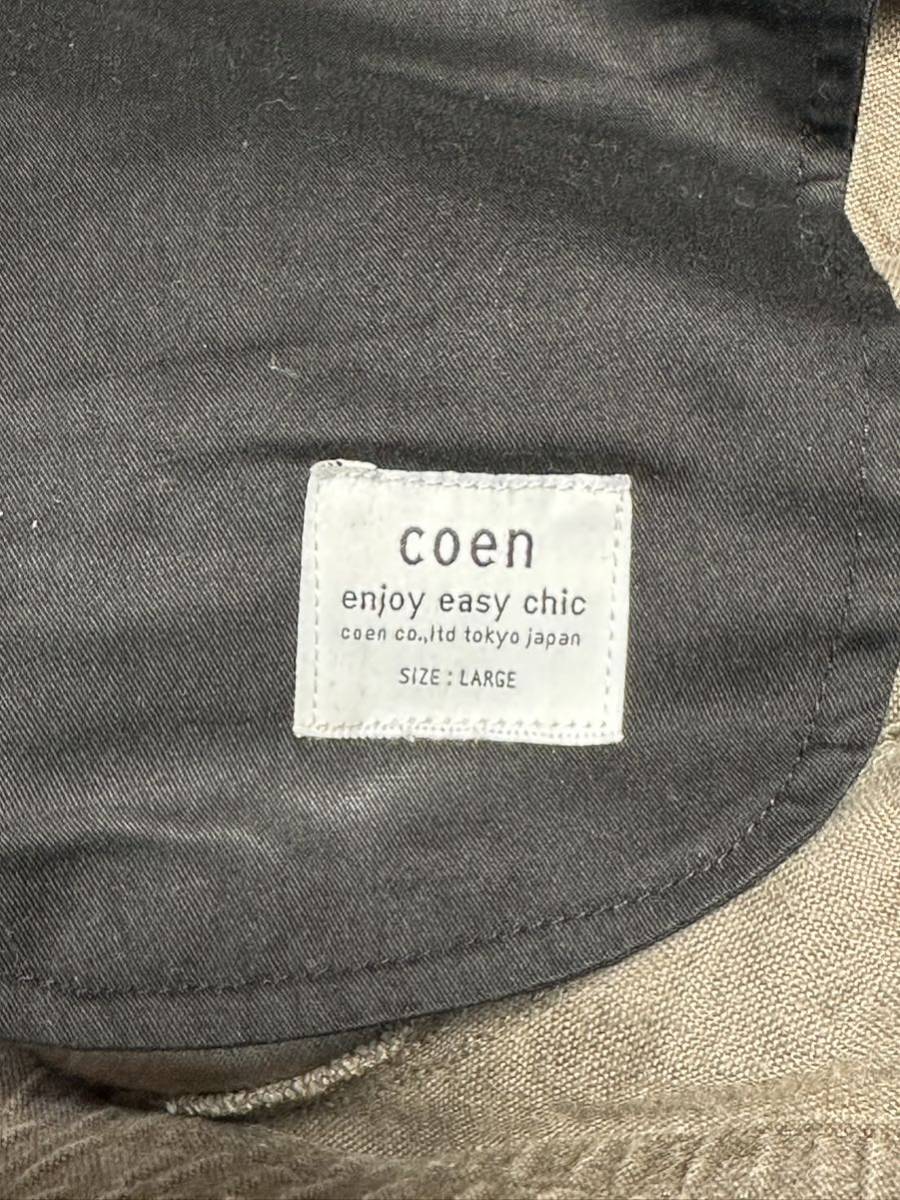 coen
enjoy easy chic
coen co.,ltd tokyo japan
SIZE : LARGE